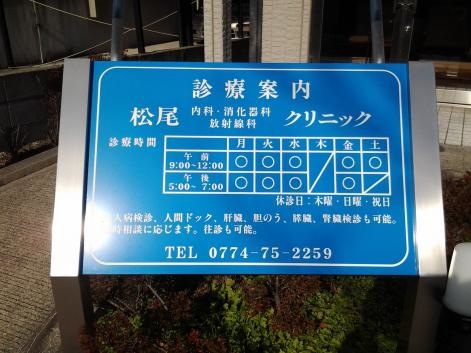 診療案内
松尾 内科・消化器科 放射線科 クリニック
診療時間 月 火 水 木 金 土
午前 9:00~12:00 ○ ○ ○ ／ ○ ○
午後 5:00~ 7:00 ○ ○ ○ ／ ○ ／
休診日:木曜・日曜・祝日
人病検診、人間ドック、肝臓、胆のう、膵臓、腎臓検診も可能。
時相談に応じます。往診も可能。
TEL 0774-75-2259